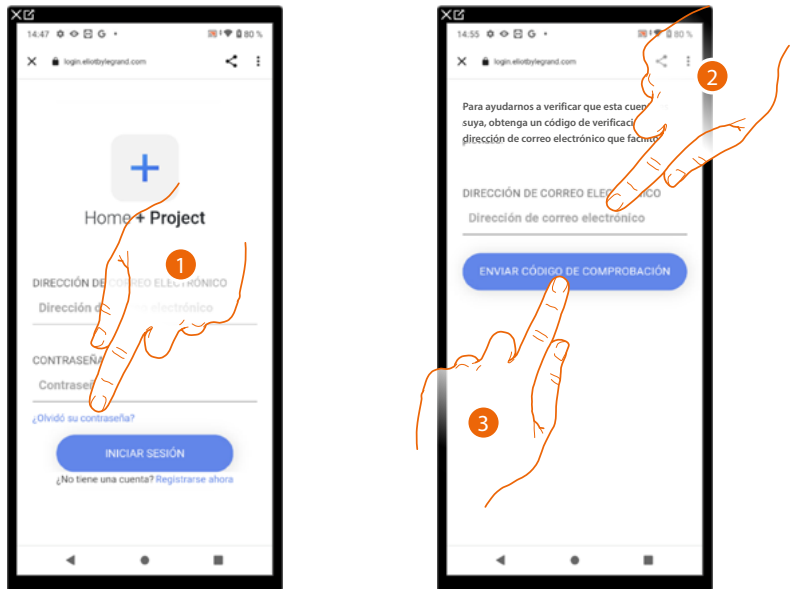 14:47 G 80 %
login.eliotbylegrand.com
Home + Project
1
DIRECCIÓN DE CORREO ELECTRÓNICO
Dirección de correo electrónico
CONTRASEÑA
Contraseñ
¿Olvidó su contraseña?
INICIAR SESIÓN
¿No tiene una cuenta? Registrarse ahora
14:55 G 80 %
2
login.eliotbylegrand.com
Para ayudarnos a verificar que esta cuen
suya, obtenga un código de verificaci
dirección de correo electrónico que facilitó
DIRECCIÓN DE CORREO ELECTRÓNICO
Dirección de correo electrónico
ENVIAR CÓDIGO DE COMPROBACIÓN
3